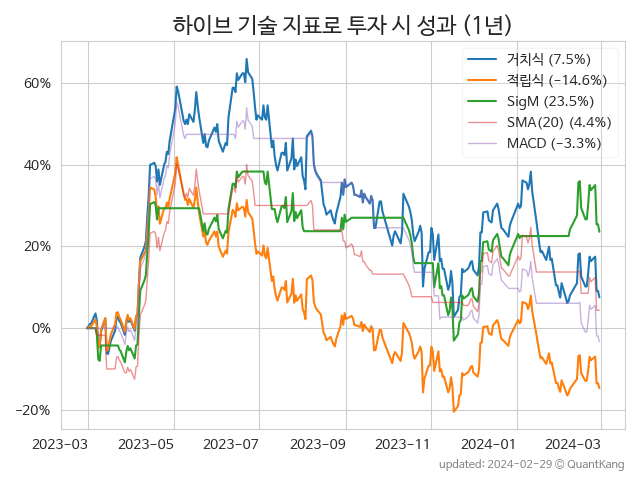 하이브 기술 지표로 투자 시 성과 (1년)
거치식 (7.5%)
적립식 (−14.6%)
SigM (23.5%)
SMA(20) (4.4%)
MACD (−3.3%)
60%
40%
20%
0%
−20%
2023−03 2023−05 2023−07 2023−09 2023−11 2024−01 2024−03
updated: 2024−02−29 © QuantKang